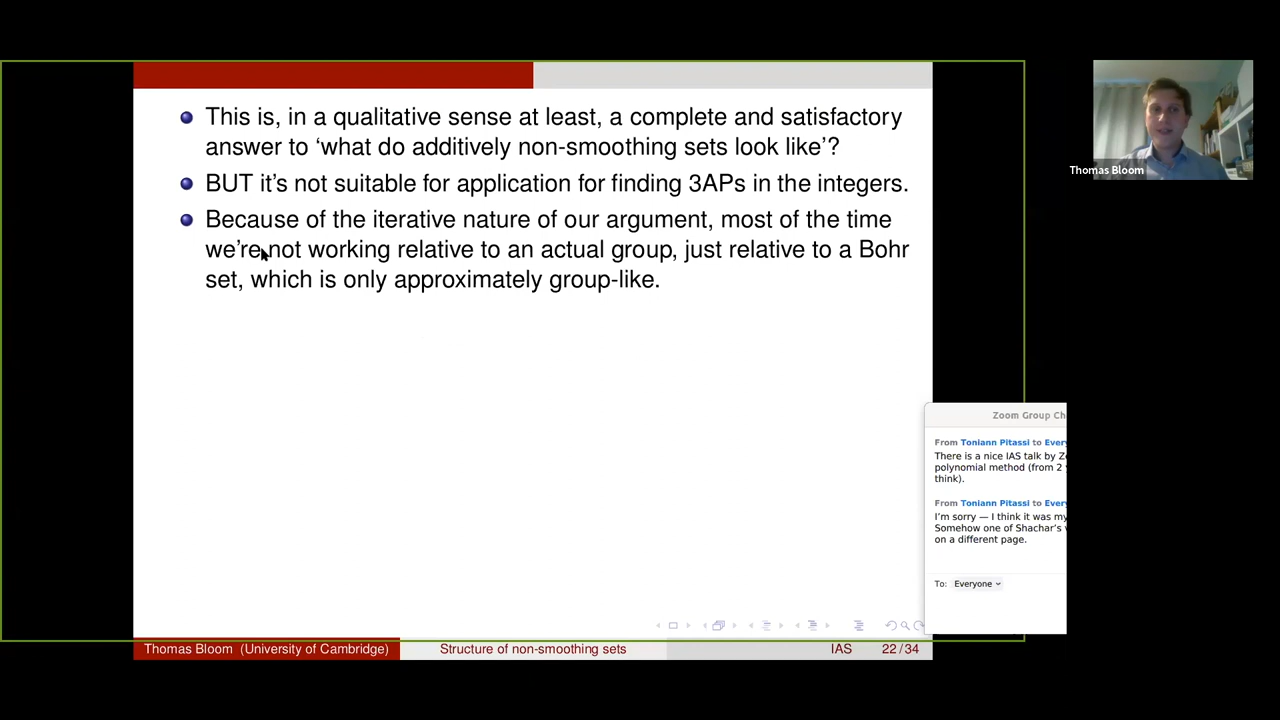 This is, in a qualitative sense at least, a complete and satisfactory
answer to ‘what do additively non-smoothing sets look like’?
BUT it’s not suitable for application for finding 3APs in the integers.
Because of the iterative nature of our argument, most of the time
we’re not working relative to an actual group, just relative to a Bohr
set, which is only approximately group-like.
Thomas Bloom (University of Cambridge) Structure of non-smoothing sets IAS 22/34
Thomas Bloom
Zoom Group Ch
From Toniann Pitassi to Every
There is a nice IAS talk by Z
polynomial method (from 2
think).
From Toniann Pitassi to Every
I’m sorry — I think it was my
Somehow one of Shachar’s
on a different page.
To: Everyone